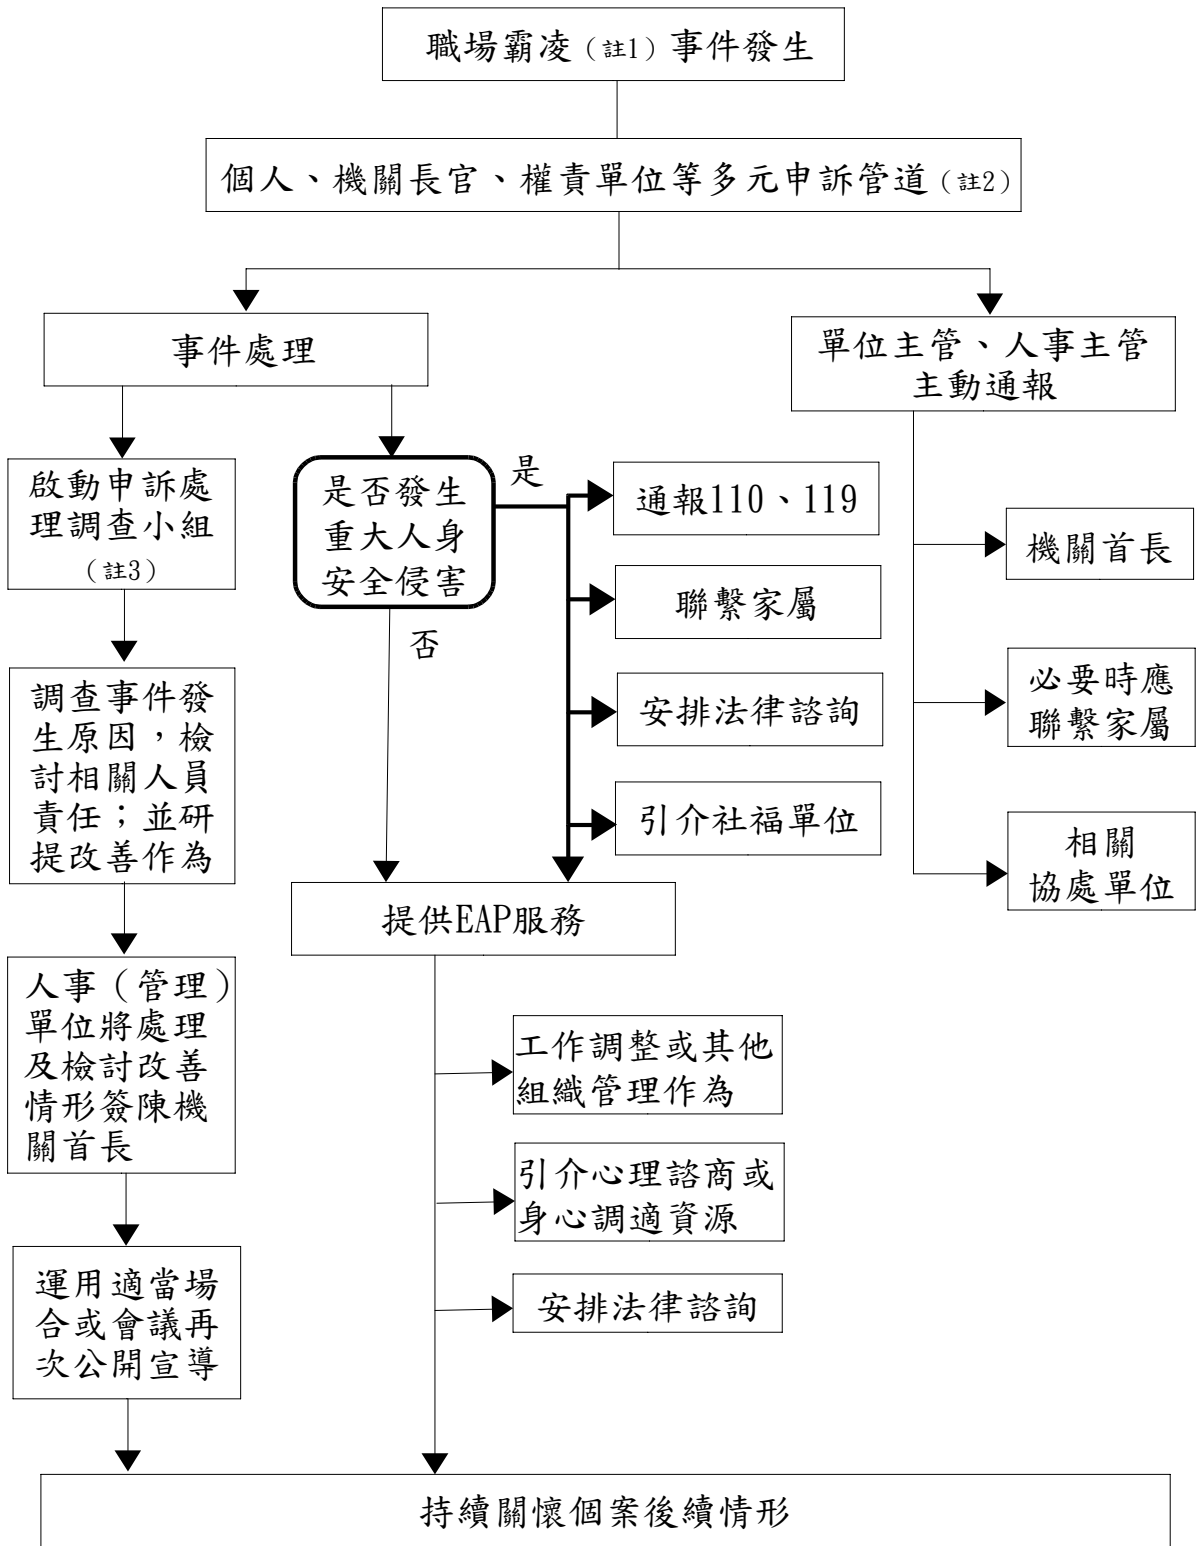 職場霸凌（註1）事件發生
個人、機關長官、權責單位等多元申訴管道（註2）
事件處理
單位主管、人事主管
主動通報
啟動申訴處
理調查小組
（註3）
是否發生
重大人身
安全侵害
是
否
通報110、119
聯繫家屬
安排法律諮詢
引介社福單位
機關首長
必要時應
聯繫家屬
相關
協處單位
調查事件發
生原因，檢
討相關人員
責任；並研
提改善作為
提供EAP服務
人事（管理）
單位將處理
及檢討改善
情形簽陳機
關首長
工作調整或其他
組織管理作為
引介心理諮商或
身心調適資源
安排法律諮詢
運用適當場
合或會議再
次公開宣導
持續關懷個案後續情形